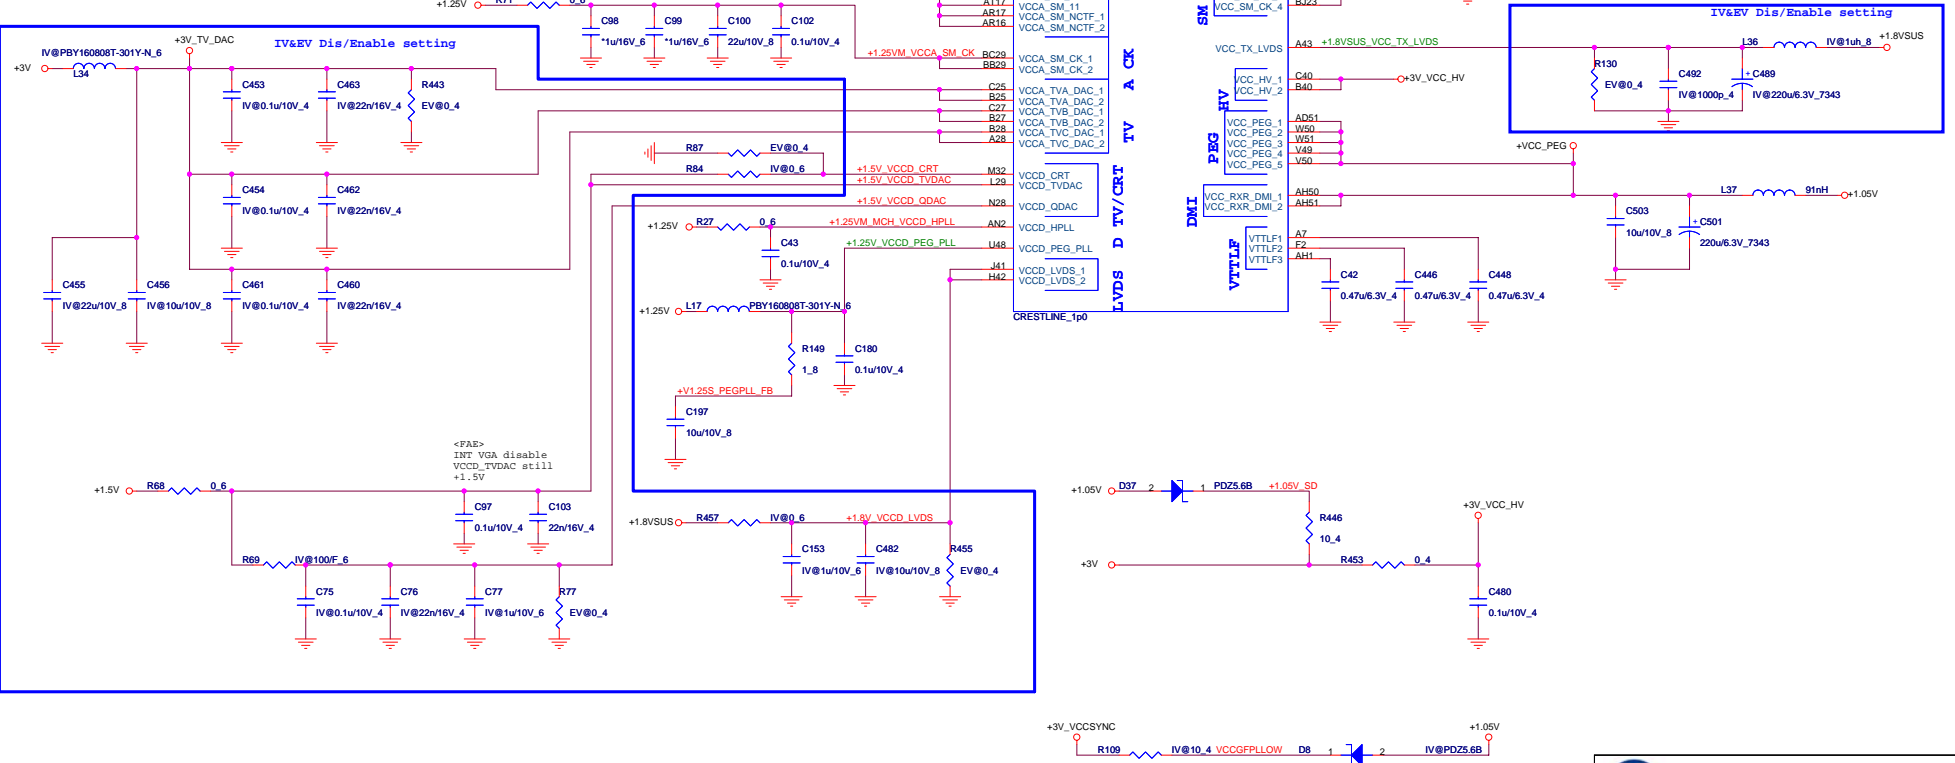 +1.25V
IV&EV Dis/Enable setting
+3V_TV_DAC
IV@PBY160808T-301Y-N_6
+3V
L34
C453
IV@0.1u/10V_4
C463
IV@22n/16V_4
R443
EV@0_4
C454
IV@0.1u/10V_4
C462
IV@22n/16V_4
C455
IV@22u/10V_8
C456
IV@10u/10V_8
C461
IV@0.1u/10V_4
C460
IV@22n/16V_4
C98
*1u/16V_6
C99
*1u/16V_6
C100
22u/10V_8
C102
0.1u/10V_4
+1.25VM_VCCA_SM_CK
R87
EV@0_4
R84
IV@0_6
+1.5V_VCCD_CRT
+1.5V_VCCD_TVDAC
+1.5V_VCCD_QDAC
+1.25V
R27
0_6
+1.25VM_MCH_VCCD_HPLL
C43
0.1u/10V_4
+1.25V_VCCD_PEG_PLL
+1.25V
L17
PBY160808T-301Y-N_6
R149
1_8
C180
0.1u/10V_4
+V1.25S_PEGPLL_FB
C197
10u/10V_8
AT17
AR17
AR16
BC29
BB29
C25
B25
C27
B27
B28
A28
M32
L29
N28
AN2
U48
J41
H42
VCCA_SM_11
VCCA_SM_NCTF_1
VCCA_SM_NCTF_2
VCCA_SM_CK_1
VCCA_SM_CK_2
VCCA_TVA_DAC_1
VCCA_TVA_DAC_2
VCCA_TVB_DAC_1
VCCA_TVB_DAC_2
VCCA_TVC_DAC_1
VCCA_TVC_DAC_2
VCCD_CRT
VCCD_TVDAC
VCCD_QDAC
VCCD_HPLL
VCCD_PEG_PLL
VCCD_LVDS_1
VCCD_LVDS_2
A CK
TV
D TV/CRT
LVDS
SM
HV
PEG
DMI
VTTLF
CRESTLINE_1p0
VCC_SM_CK_4
VCC_TX_LVDS
VCC_HV_1
VCC_HV_2
VCC_PEG_1
VCC_PEG_2
VCC_PEG_3
VCC_PEG_4
VCC_PEG_5
VCC_RXR_DMI_1
VCC_RXR_DMI_2
VTTLF1
VTTLF2
VTTLF3
BJ23
A43
C40
B40
AD51
W50
W51
V49
V50
AH50
AH51
A7
F2
AH1
+1.8VSUS_VCC_TX_LVDS
+3V_VCC_HV
IV&EV Dis/Enable setting
L36
IV@1uh_8
+1.8VSUS
R130
EV@0_4
C492
IV@1000p_4
+
C489
IV@220u/6.3V_7343
+VCC_PEG
L37
91nH
+1.05V
C503
10u/10V_8
+
C501
220u/6.3V_7343
C42
0.47u/6.3V_4
C446
0.47u/6.3V_4
C448
0.47u/6.3V_4
<FAE>
INT VGA disable
VCCD_TVDAC still
+1.5V
+1.5V
R68
0_6
C97
0.1u/10V_4
C103
22n/16V_4
R69
IV@100/F_6
C75
IV@0.1u/10V_4
C76
IV@22n/16V_4
C77
IV@1u/10V_6
R77
EV@0_4
+1.8VSUS
R457
IV@0_6
+1.8V_VCCD_LVDS
C153
IV@1u/10V_6
C482
IV@10u/10V_8
R455
EV@0_4
+1.05V
D37
2
1
PDZ5.6B
+1.05V_SD
R446
10_4
+3V
R453
0_4
+3V_VCC_HV
C480
0.1u/10V_4
+3V_VCCSYNC
R109
IV@10_4
VCCGFPLLOW
D8
1
2
IV@PDZ5.6B
+1.05V